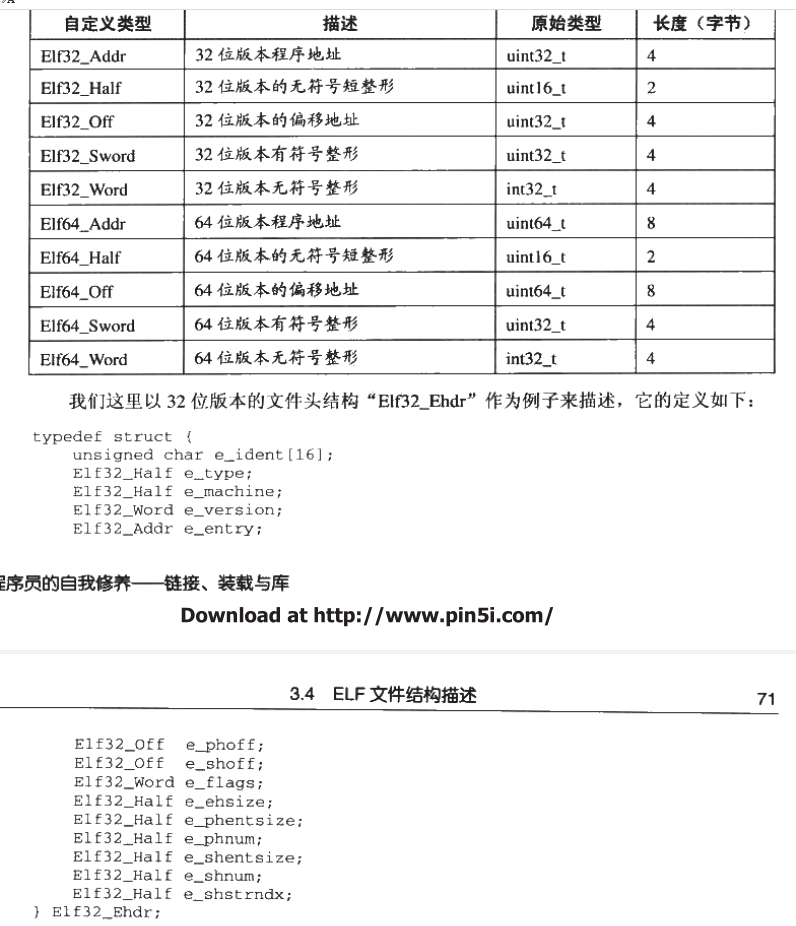 自定义类型 描述 原始类型 长度（字节）
Elf32_Addr 32 位版本程序地址 uint32_t 4
Elf32_Half 32 位版本的无符号短整形 uint16_t 2
Elf32_Off 32 位版本的偏移地址 uint32_t 4
Elf32_Sword 32 位版本有符号整形 uint32_t 4
Elf32_Word 32 位版本无符号整形 int32_t 4
Elf64_Addr 64 位版本程序地址 uint64_t 8
Elf64_Half 64 位版本的无符号短整形 uint16_t 2
Elf64_Off 64 位版本的偏移地址 uint64_t 8
Elf64_Sword 64 位版本有符号整形 uint32_t 4
Elf64_Word 64 位版本无符号整形 int32_t 4
我们这里以 32 位版本的文件头结构“Elf32_Ehdr”作为例子来描述，它的定义如下：
typedef struct {
unsigned char e_ident[16];
Elf32_Half e_type;
Elf32_Half e_machine;
Elf32_Word e_version;
Elf32_Addr e_entry;
程序员的自我修养——链接、装载与库
Download at http://www.pin5i.com/
3.4 ELF 文件结构描述 71
Elf32_Off e_phoff;
Elf32_Off e_shoff;
Elf32_Word e_flags;
Elf32_Half e_ehsize;
Elf32_Half e_phentsize;
Elf32_Half e_phnum;
Elf32_Half e_shentsize;
Elf32_Half e_shnum;
Elf32_Half e_shstrndx;
} Elf32_Ehdr;